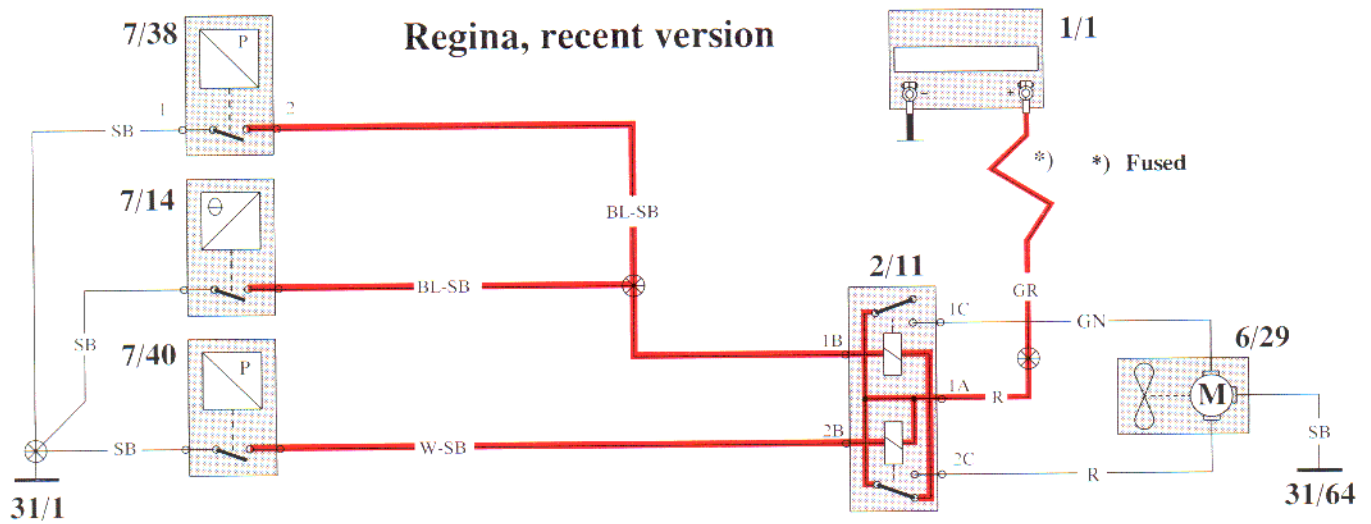 Regina, recent version
7/38
P
1
2
SB
1/1
-
+
*)
*) Fused
7/14
Θ
BL-SB
BL-SB
SB
GR
2/11
1C
GN
6/29
1B
1A
R
M
7/40
P
2B
SB
W-SB
2C
R
SB
31/1
31/64